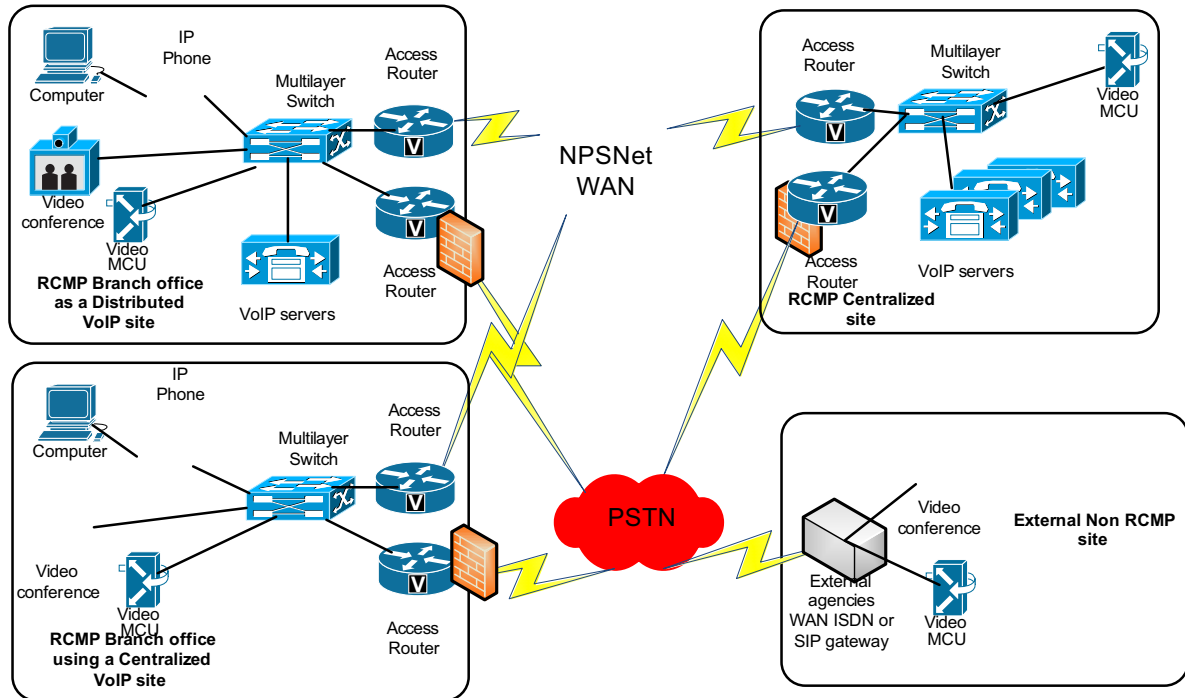 IP
Phone
Computer
Multilayer
Switch
Access
Router
V
Video
conference
Video
MCU
V
Access
Router
VoIP servers
RCMP Branch office
as a Distributed
VoIP site
NPSNet
WAN
Access
Router
V
Multilayer
Switch
Video
MCU
V
Access
Router
VoIP servers
RCMP Centralized
site
IP
Phone
Computer
Multilayer
Switch
Access
Router
V
Video
conference
Video
MCU
V
Access
Router
RCMP Branch office
using a Centralized
VoIP site
PSTN
Video
conference
External Non RCMP
site
External
agencies
WAN ISDN or
SIP gateway
Video
MCU